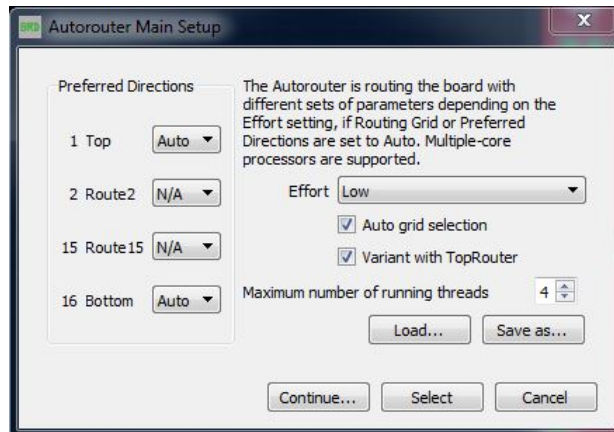 BRD Autorouter Main Setup
X
Preferred Directions
1 Top Auto
2 Route2 N/A
15 Route15 N/A
16 Bottom Auto
The Autorouter is routing the board with
different sets of parameters depending on the
Effort setting, if Routing Grid or Preferred
Directions are set to Auto. Multiple-core
processors are supported.
Effort Low
Auto grid selection
Variant with TopRouter
Maximum number of running threads 4
Load... Save as...
Continue... Select Cancel